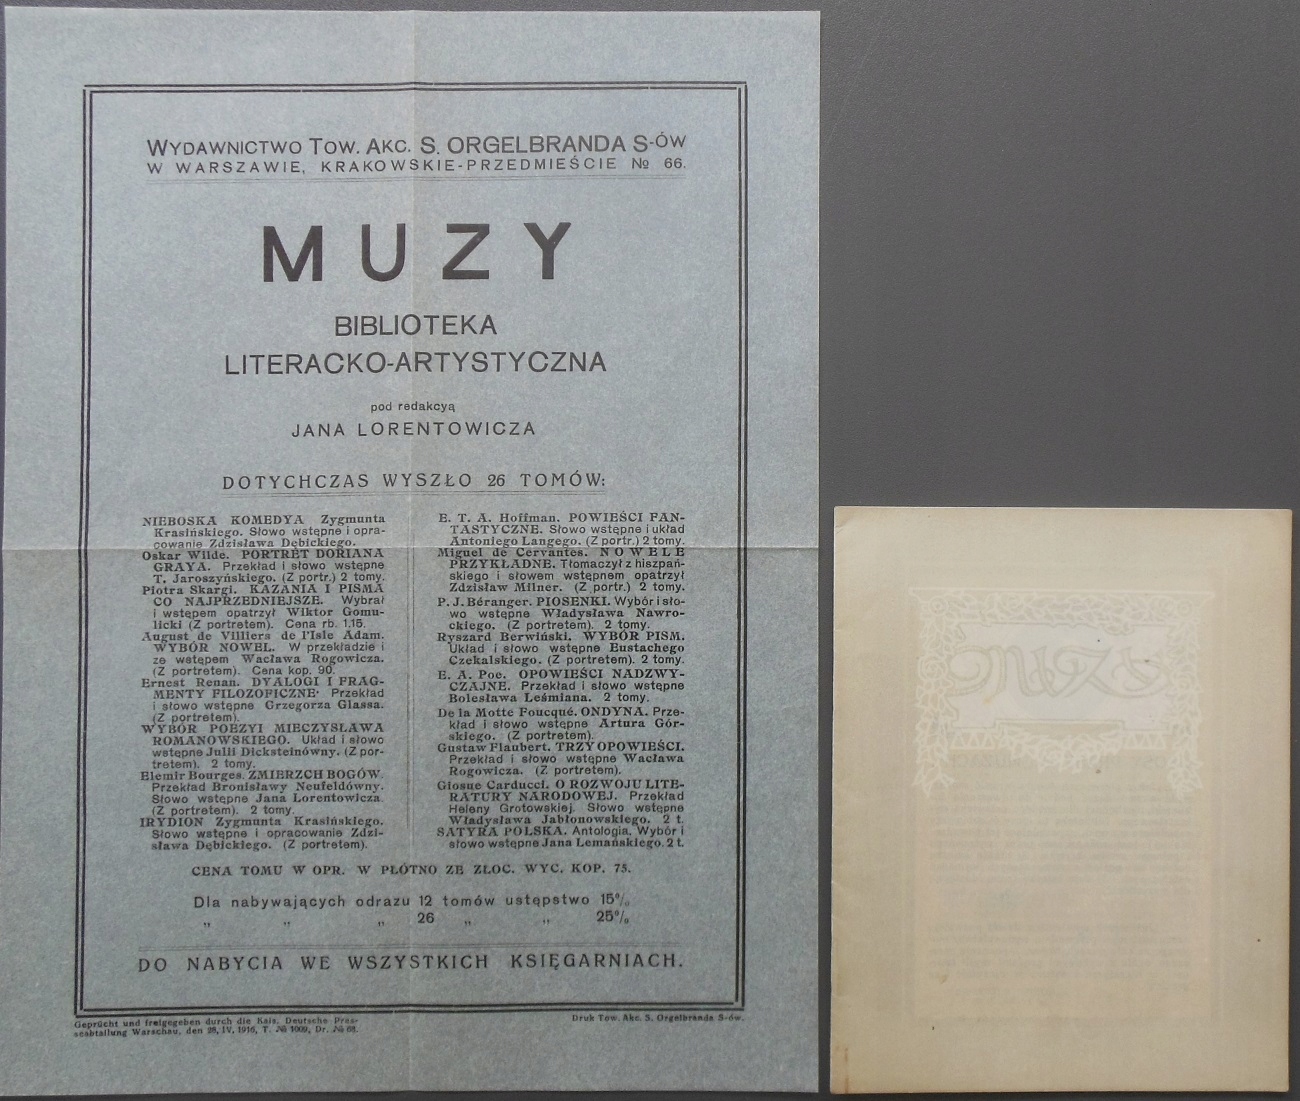 WYDAWNICTWO TOW. AKC. S. ORGELBRANDA S-ÓW
W WARSZAWIE, KRAKOWSKIE-PRZEDMIEŚCIE № 66.
MUZY
BIBLIOTEKA
LITERACKO-ARTYSTYCZNA
pod redakcyą
JANA LORENTOWICZA
DOTYCHCZAS WYSZŁO 26 TOMÓW:
NIEBOSKA KOMEDYA Zygmunta
Krasińskiego. Słowo wstępne i opra-
cowanie Zdzisława Dębickiego.
Oskar Wilde. PORTRET DORIANA
GRAYA. Przekład i słowo wstępne
T. Jaroszyńskiego. (Z portr.) 2 tomy.
Piotra Skargi. KAZANIA I PISMA
CO NAJPRZEDNIEJSZE. Wybrał
i wstępem opatrzył Wiktor Gomu-
licki (Z portretem). Cena rb. 1,15.
August de Villiers de l'Isle Adam.
WYBÓR NOWEL. W przekładzie i
ze wstępem Wacława Rogowicza.
(Z portretem). Cena kop. 90.
Ernest Renan. DYALOGI I FRAG-
MENTY FILOZOFICZNE. Przekład
i słowo wstępne Grzegorza Glassa.
(Z portretem).
WYBÓR POEZYI MIECZYSŁAWA
ROMANOWSKIEGO. Układ i słowo
wstępne Julii Dicksteinówny. (Z por-
tretem). 2 tomy.
Elemir Bourges. ZMIERZCH BOGÓW.
Przekład Bronisławy Neufeldówny.
Słowo wstępne Jana Lorentowicza.
(Z portretem). 2 tomy.
IRYDION Zygmunta Krasińskiego.
Słowo wstępne i opracowanie Zdzi-
sława Dębickiego. (Z portretem).
E. T. A. Hoffman. POWIEŚCI FAN-
TASTYCZNE. Słowo wstępne i układ
Antoniego Langego. (Z portr.) 2 tomy.
Miguel de Cervantes. NOWELE
PRZYKŁADNE. Tłomaczył z hiszpań-
skiego i słowem wstępnem opatrzył
Zdzisław Milner. (Z portr.) 2 tomy.
P. J. Béranger. PIOSENKI. Wybór i sło-
wo wstępne Władysława Nawro-
ckiego. (Z portretem). 2 tomy.
Ryszard Berwiński. WYBÓR PISM.
Układ i słowo wstępne Eustachego
Czekalskiego. (Z portretem). 2 tomy.
E. A. Poe. OPOWIEŚCI NADZWY-
CZAJNE. Przekład i słowo wstępne
Bolesława Leśmiana. 2 tomy.
De la Motte Foucqué. ONDYNA. Prze-
kład i słowo wstępne Artura Gór-
skiego. (Z portretem).
Gustaw Flaubert. TRZY OPOWIEŚCI.
Przekład i słowo wstępne Wacława
Rogowicza. (Z portretem).
Giosue Carducci. O ROZWOJU LITE-
RATURY NARODOWEJ. Przekład
Heleny Grotowskiej. Słowo wstępne
Władysława Jabłonowskiego. 2 t.
SATYRA POLSKA. Antologia. Wybór i
słowo wstępne Jana Lemańskiego. 2 t.
CENA TOMU W OPR. W PŁÓTNO ZE ZŁOC. WYC. KOP. 75.
Dla nabywających odrazu 12 tomów ustępstwo 15%
„ „ „ 26 „ „ 25%
DO NABYCIA WE WSZYSTKICH KSIĘGARNIACH.
Geprücht und freigegeben durch die Kais. Deutsche Pres-
seabteilung Warschau, den 28, IV, 1916, T. № 1009, Dr. № 68.
Druk Tow. Akc. S. Orgelbranda S-ów.